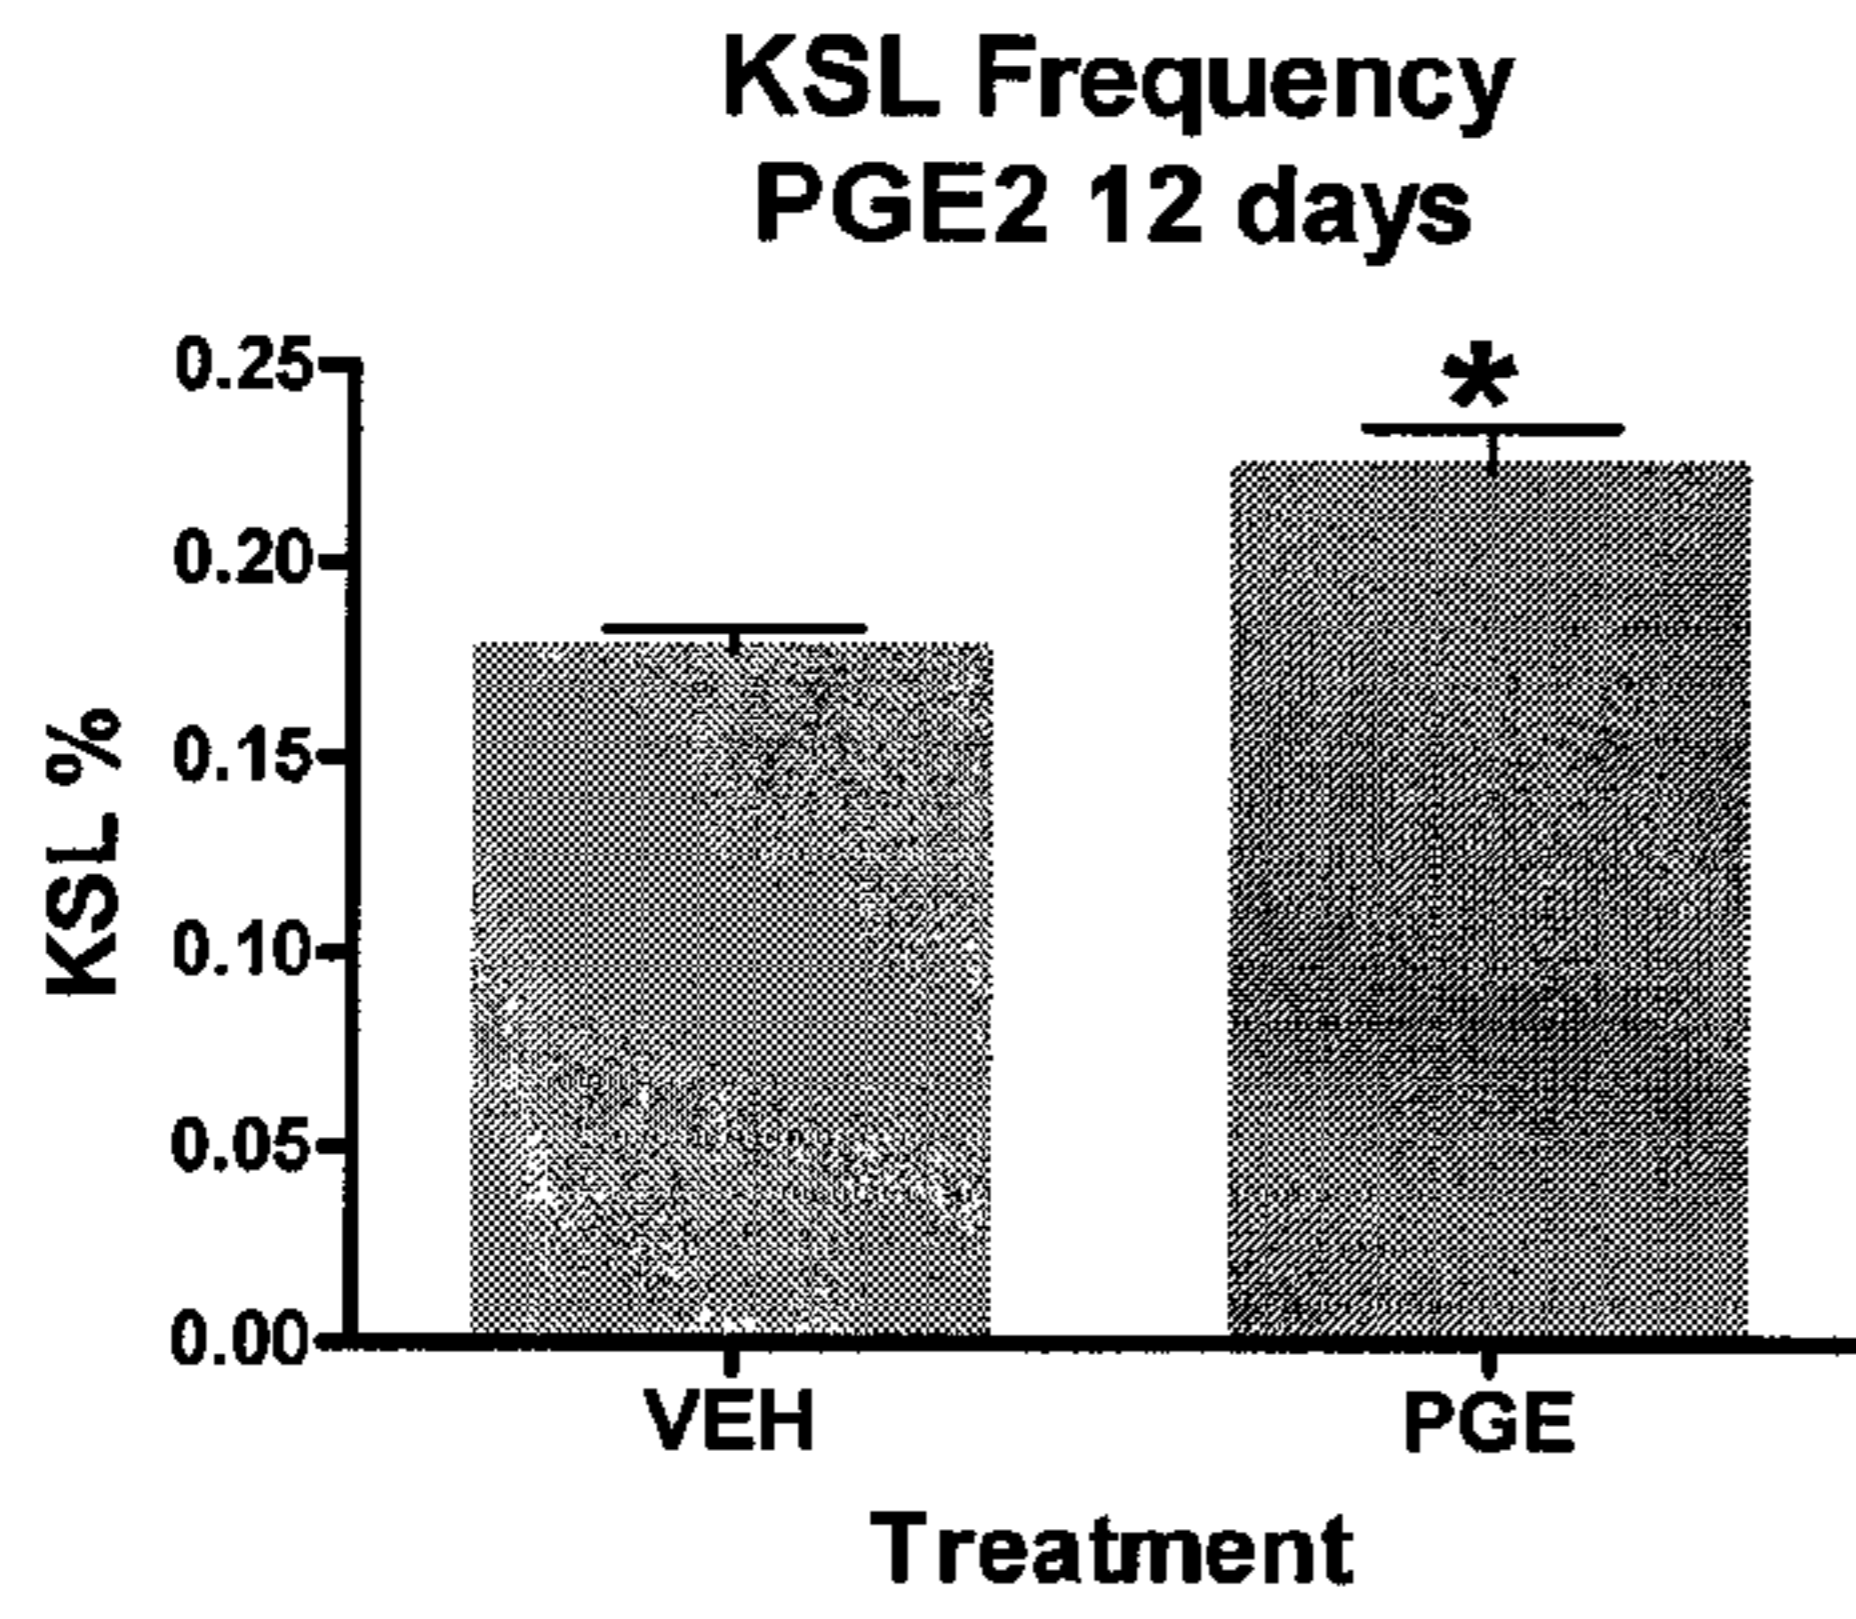 KSL Frequency
PGE2 12 days
*
0.25
0.20
0.15
0.10
0.05
0.00
KSL %
VEH
PGE
Treatment